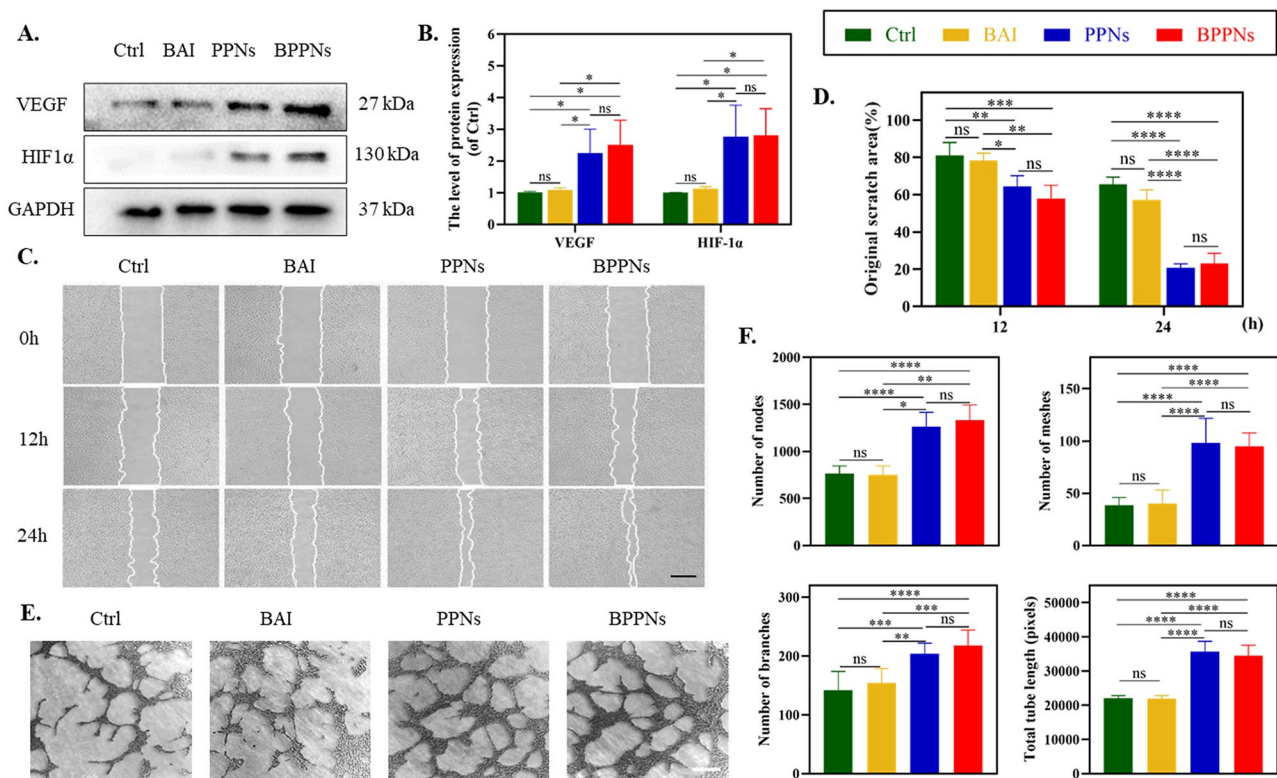 A.
Ctrl BAI PPNs BPPNs
VEGF 27 kDa
HIF1α 130 kDa
GAPDH 37 kDa
B.
The level of protein expression
(of Ctrl)
6
5
4
3
2
1
0
* * * * ns ns
* * * * ns ns
VEGF HIF-1α
Ctrl BAI PPNs BPPNs
D.
Original scratch area(%)
100
80
60
40
20
0
*** ** ns ** * ns
**** **** ns **** **** ns
12 24 (h)
C.
Ctrl BAI PPNs BPPNs
0h
12h
24h
E.
Ctrl BAI PPNs BPPNs
F.
Number of nodes
2000
1500
1000
500
0
****
**
****
* ns
ns
Number of meshes
150
100
50
0
****
****
****
**** ns
ns
Number of branches
300
200
100
0
****
***
*** ns
**
ns
Total tube length (pixels)
50000
40000
30000
20000
10000
0
****
****
****
**** ns
ns